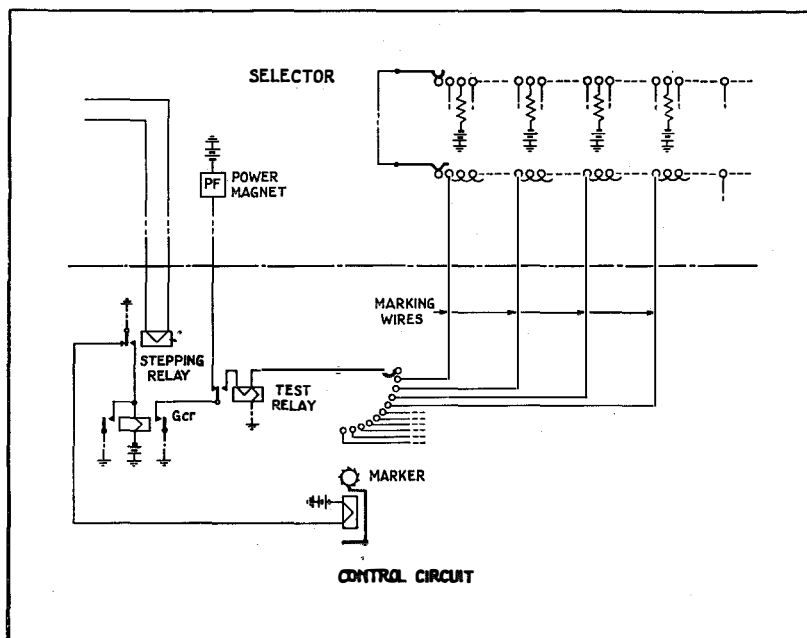 SELECTOR
PF
POWER
MAGNET
MARKING
WIRES
STEPPING
RELAY
TEST
RELAY
Gcr
MARKER
CONTROL CIRCUIT